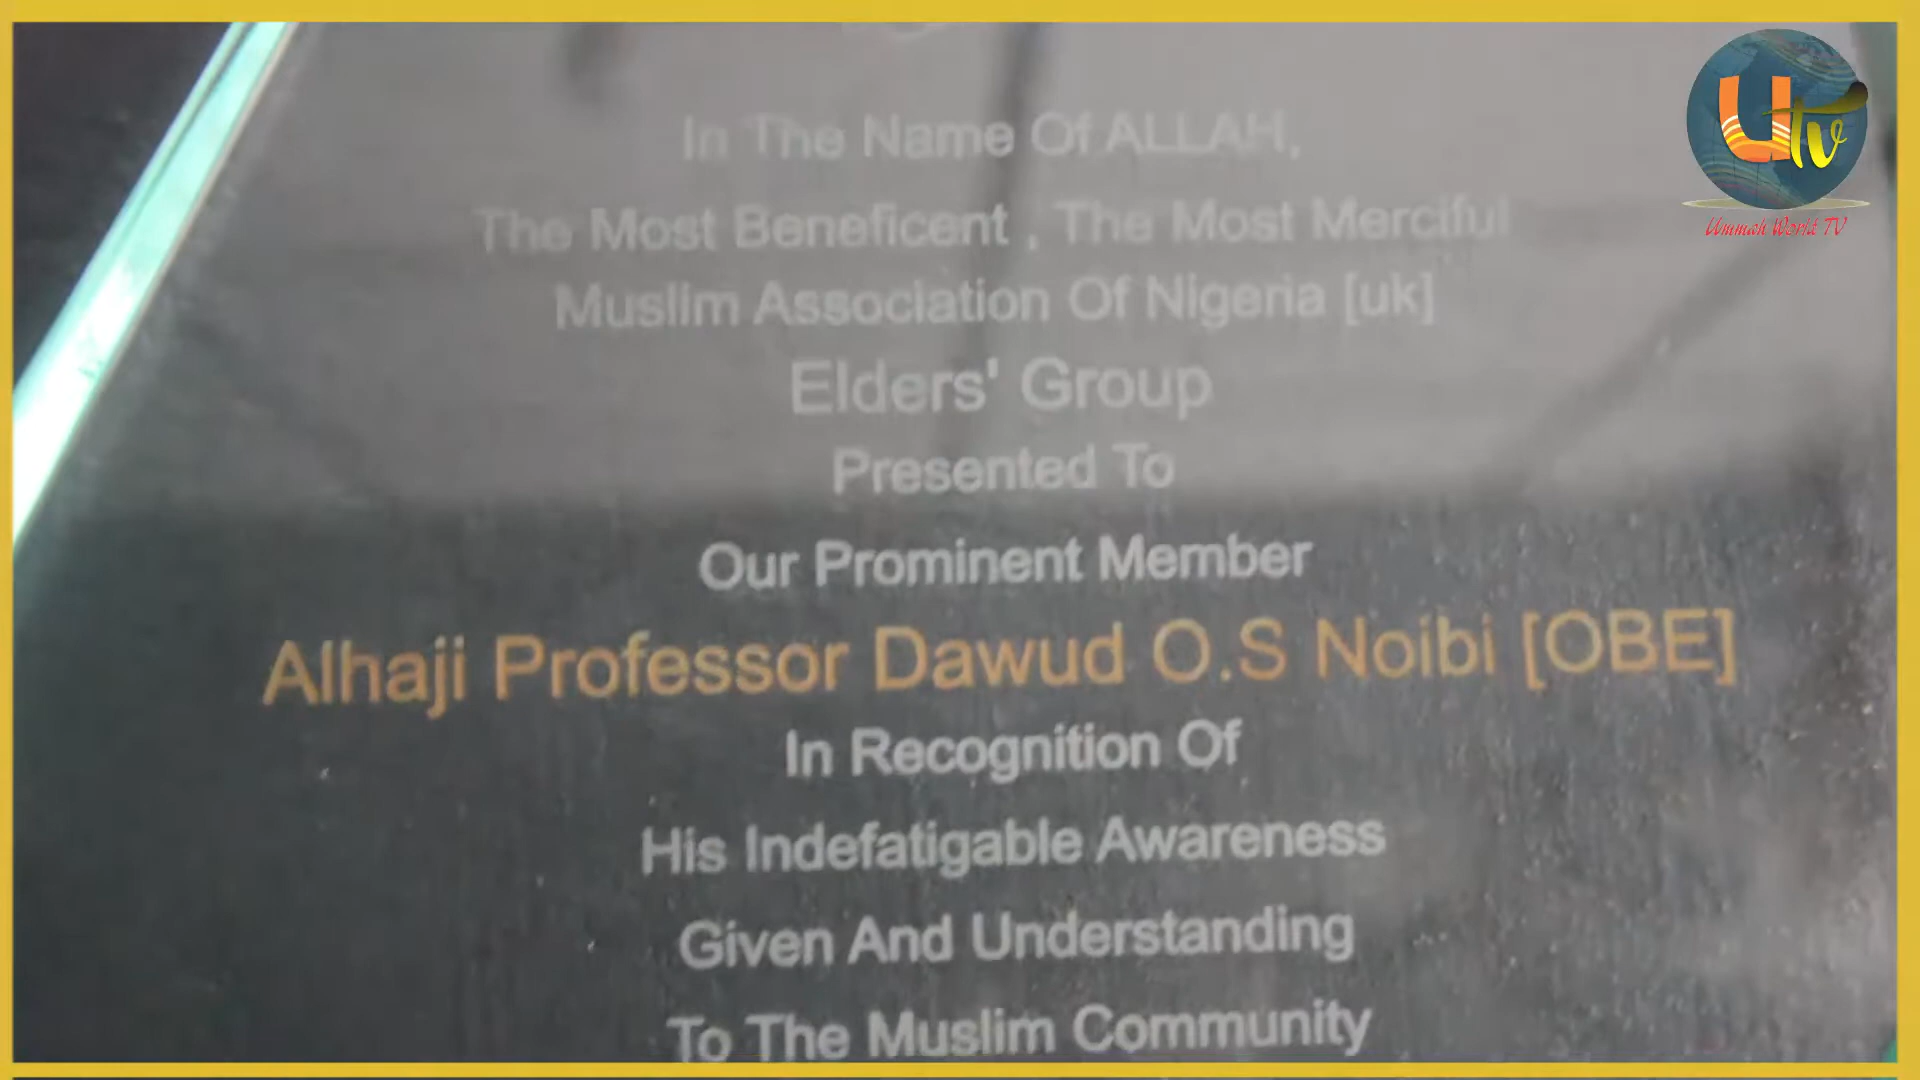 In The Name Of ALLAH,
The Most Beneficent , The Most Merciful
Muslim Association Of Nigeria [uk]
Elders' Group
Presented To
Our Prominent Member
Alhaji Professor Dawud O.S Noibi [OBE]
In Recognition Of
His Indefatigable Awareness
Given And Understanding
To The Muslim Community
UTV
Ummah World TV